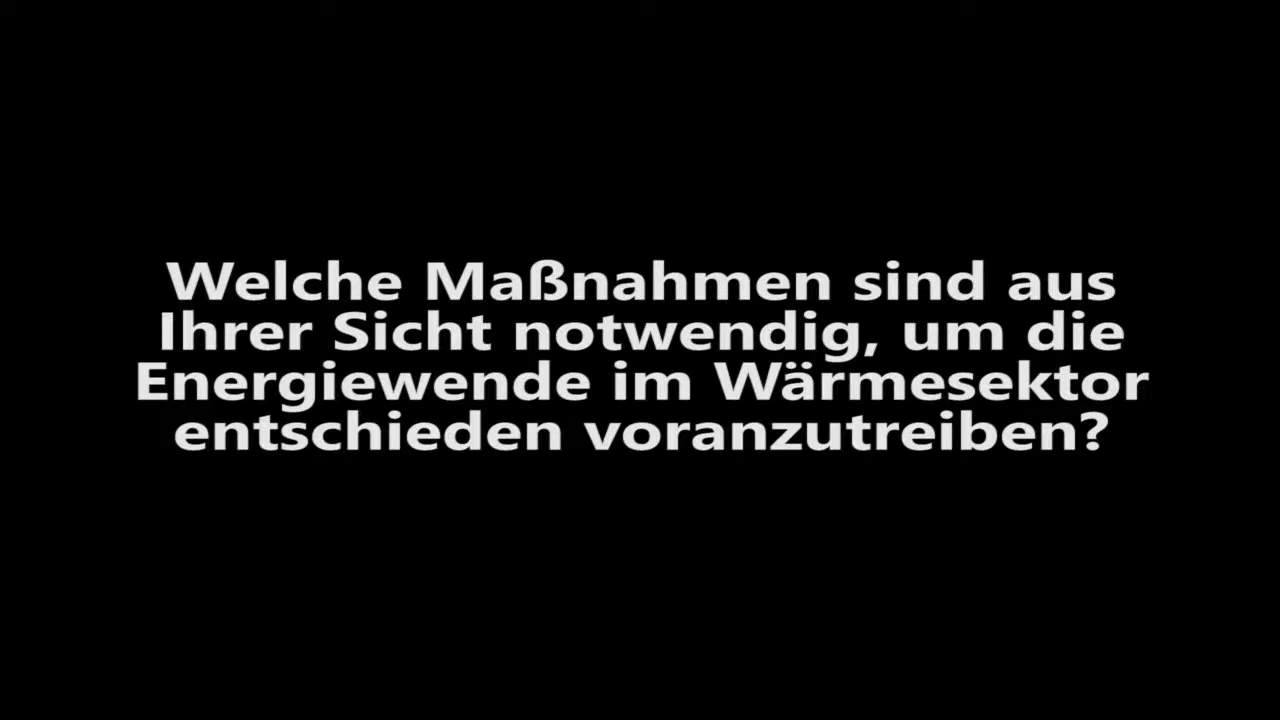 Welche Maßnahmen sind aus
Ihrer Sicht notwendig, um die
Energiewende im Wärmesektor
entschieden voranzutreiben?